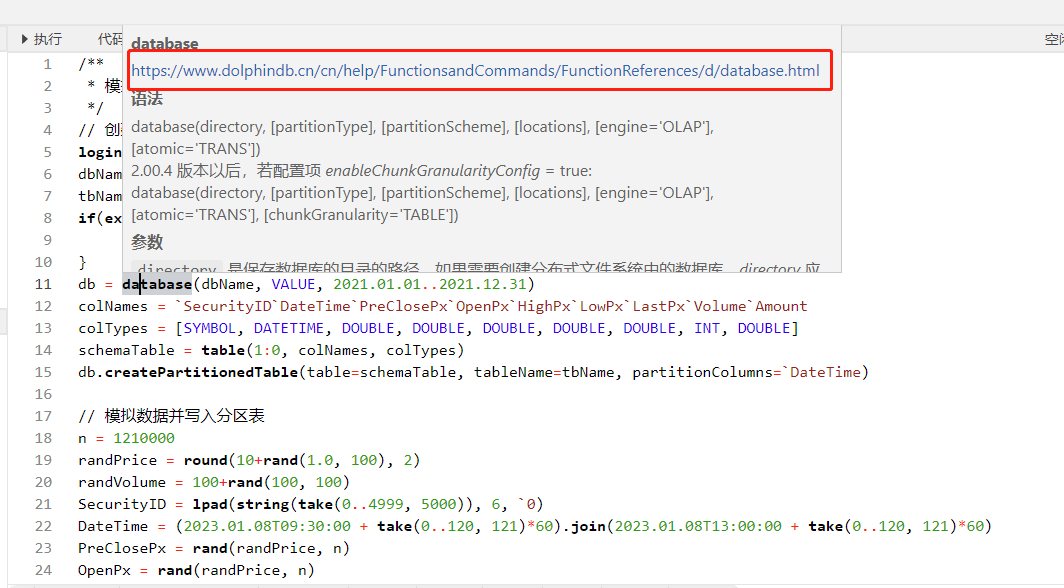 执行 代码 空闲
database
https://www.dolphindb.cn/cn/help/FunctionsandCommands/FunctionReferences/d/database.html
语法
database(directory, [partitionType], [partitionScheme], [locations], [engine='OLAP'],
[atomic='TRANS'])
2.00.4 版本以后，若配置项 enableChunkGranularityConfig = true:
database(directory, [partitionType], [partitionScheme], [locations], [engine='OLAP'],
[atomic='TRANS'], [chunkGranularity='TABLE'])
参数
directory 是保存数据库的目录的路径。如果需要创建分布式文件系统中的数据库，directory 应
1 /**
2 * 模
3 */
4 // 创
5 login
6 dbNam
7 tbNam
8 if(ex
9
10 }
11 db = database(dbName, VALUE, 2021.01.01..2021.12.31)
12 colNames = `SecurityID`DateTime`PreClosePx`OpenPx`HighPx`LowPx`LastPx`Volume`Amount
13 colTypes = [SYMBOL, DATETIME, DOUBLE, DOUBLE, DOUBLE, DOUBLE, DOUBLE, INT, DOUBLE]
14 schemaTable = table(1:0, colNames, colTypes)
15 db.createPartitionedTable(table=schemaTable, tableName=tbName, partitionColumns=`DateTime)
16
17 // 模拟数据并写入分区表
18 n = 1210000
19 randPrice = round(10+rand(1.0, 100), 2)
20 randVolume = 100+rand(100, 100)
21 SecurityID = lpad(string(take(0..4999, 5000)), 6, `0)
22 DateTime = (2023.01.08T09:30:00 + take(0..120, 121)*60).join(2023.01.08T13:00:00 + take(0..120, 121)*60)
23 PreClosePx = rand(randPrice, n)
24 OpenPx = rand(randPrice, n)